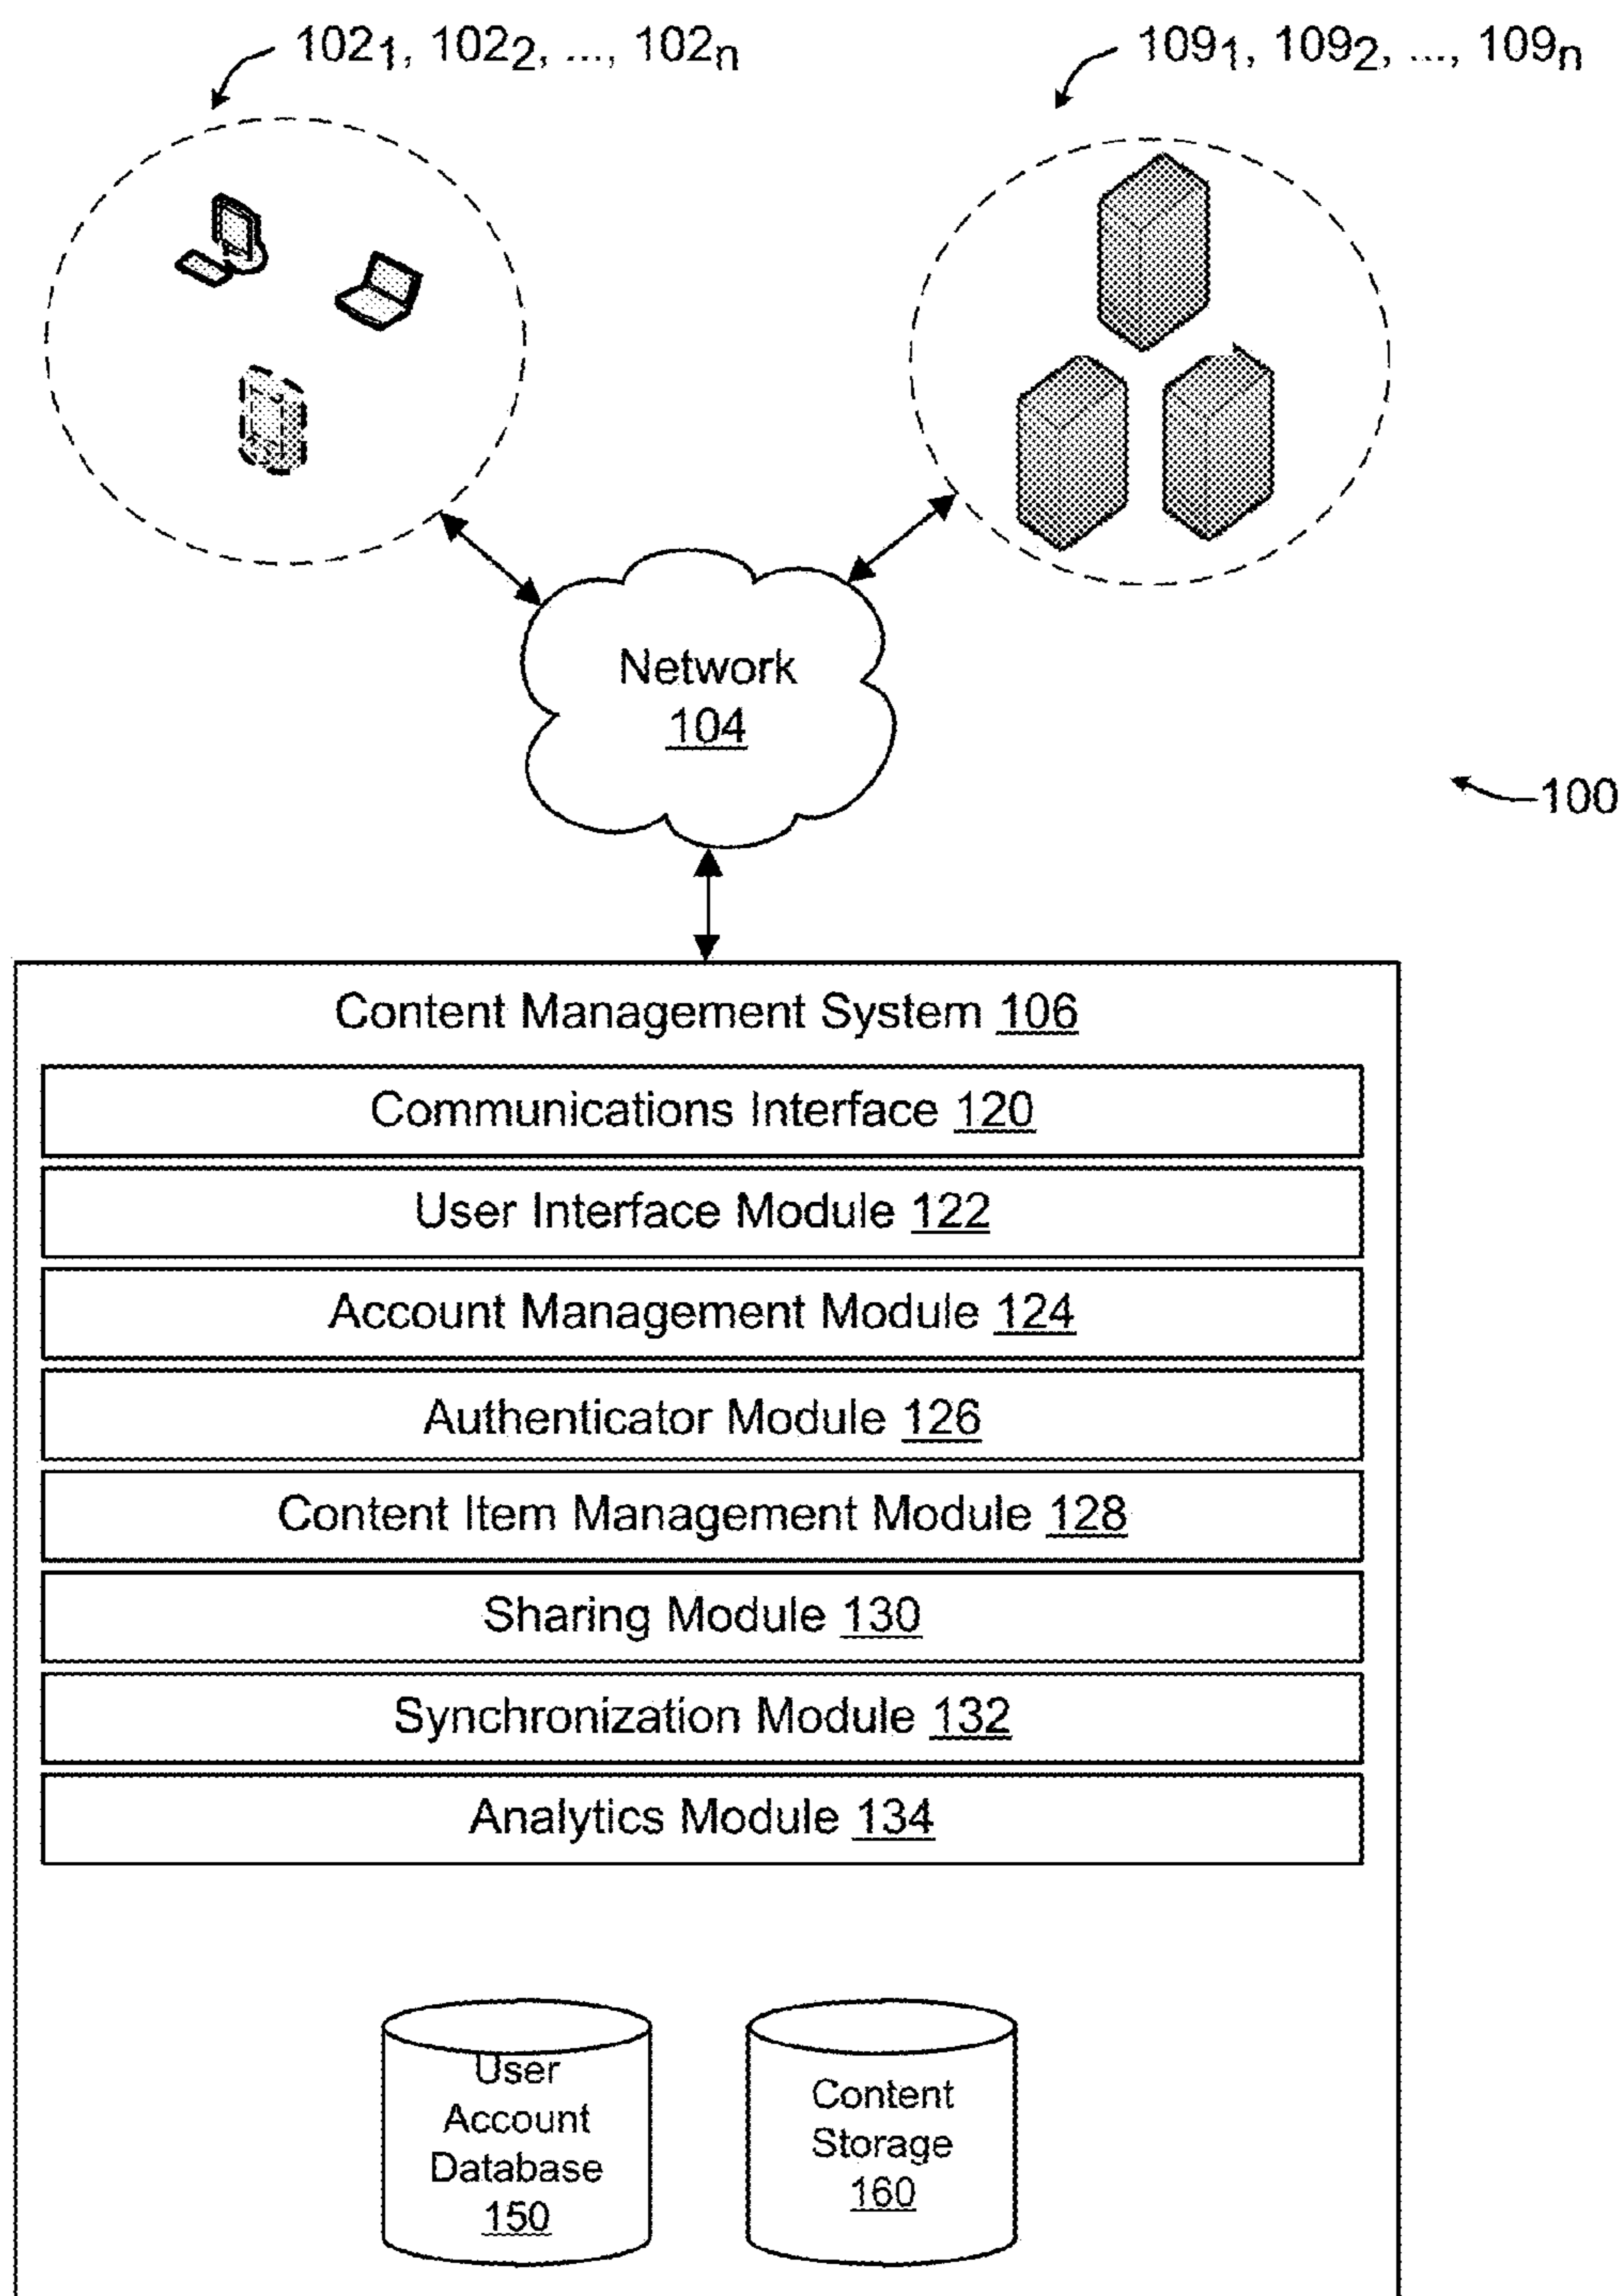 102₁, 102₂, ..., 102ₙ
109₁, 109₂, ..., 109ₙ
Network
104
100
Content Management System 106
Communications Interface 120
User Interface Module 122
Account Management Module 124
Authenticator Module 126
Content Item Management Module 128
Sharing Module 130
Synchronization Module 132
Analytics Module 134
User
Account
Database
150
Content
Storage
160